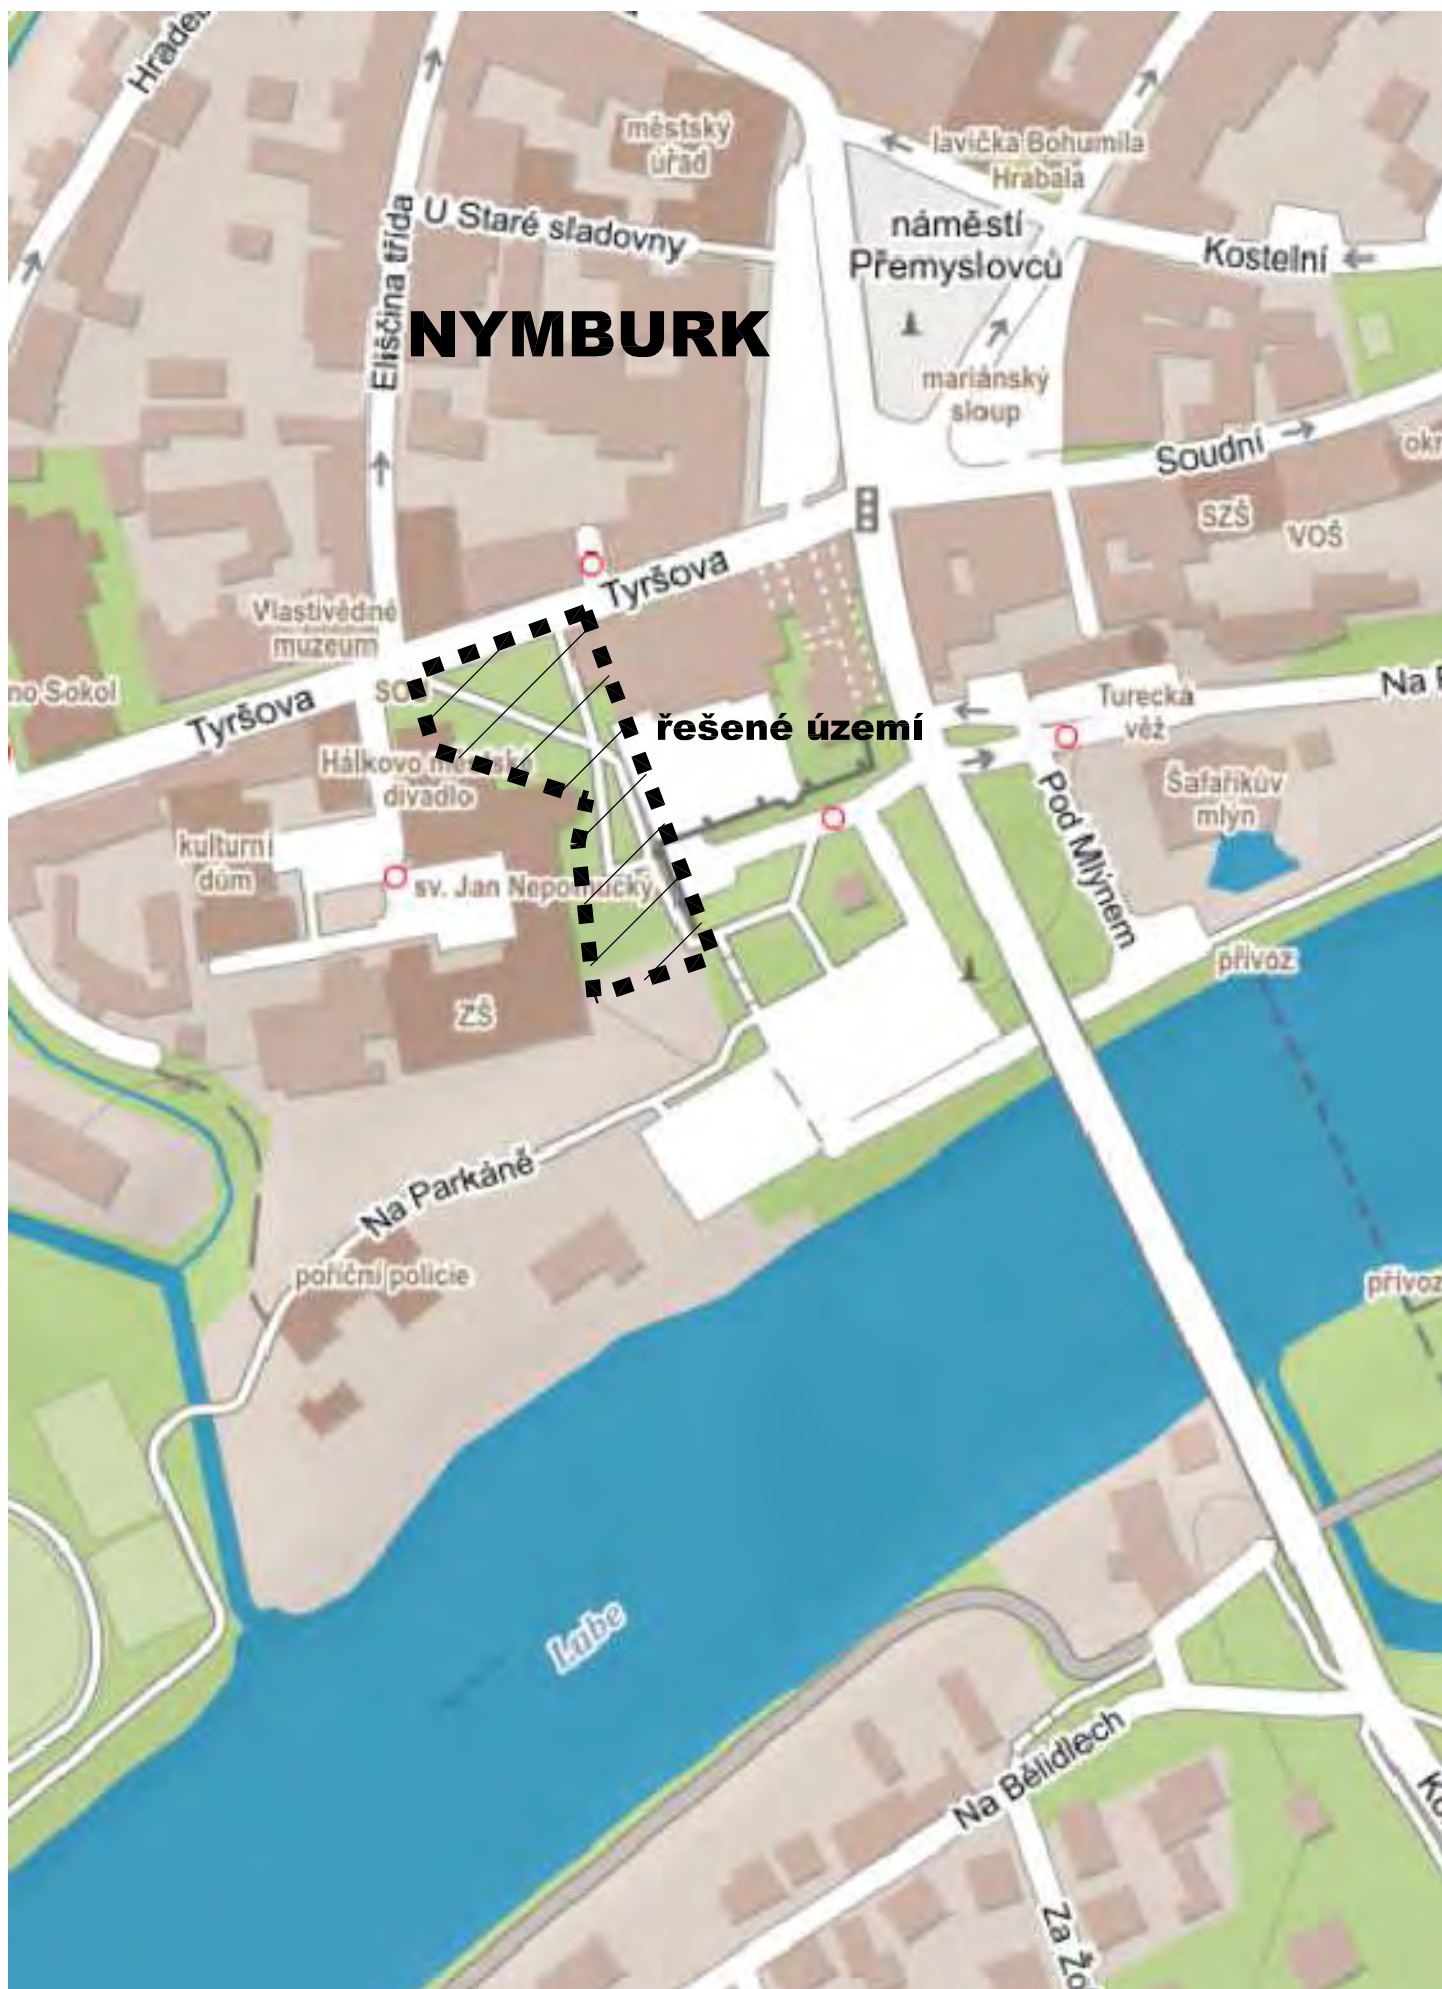 městský
úřad
lavička Bohumila
Hrabala
U Staré sladovny
náměstí
Přemyslovců
Kostelní
Eliščina třída
NYMBURK
mariánský
sloup
Soudní
SZŠ
VOŠ
Tyršova
Vlastivědné
muzeum
no Sokol
Tyršova
řešené území
Turecká
věž
Na
Hálkovo
divadlo
Pod Mlýnem
Šafaříkův
mlýn
kulturní
dům
sv. Jan Nepomucký
přívoz
ZŠ
Na Parkáně
poříční policie
přívoz
Labe
Na Bělidlech
Za